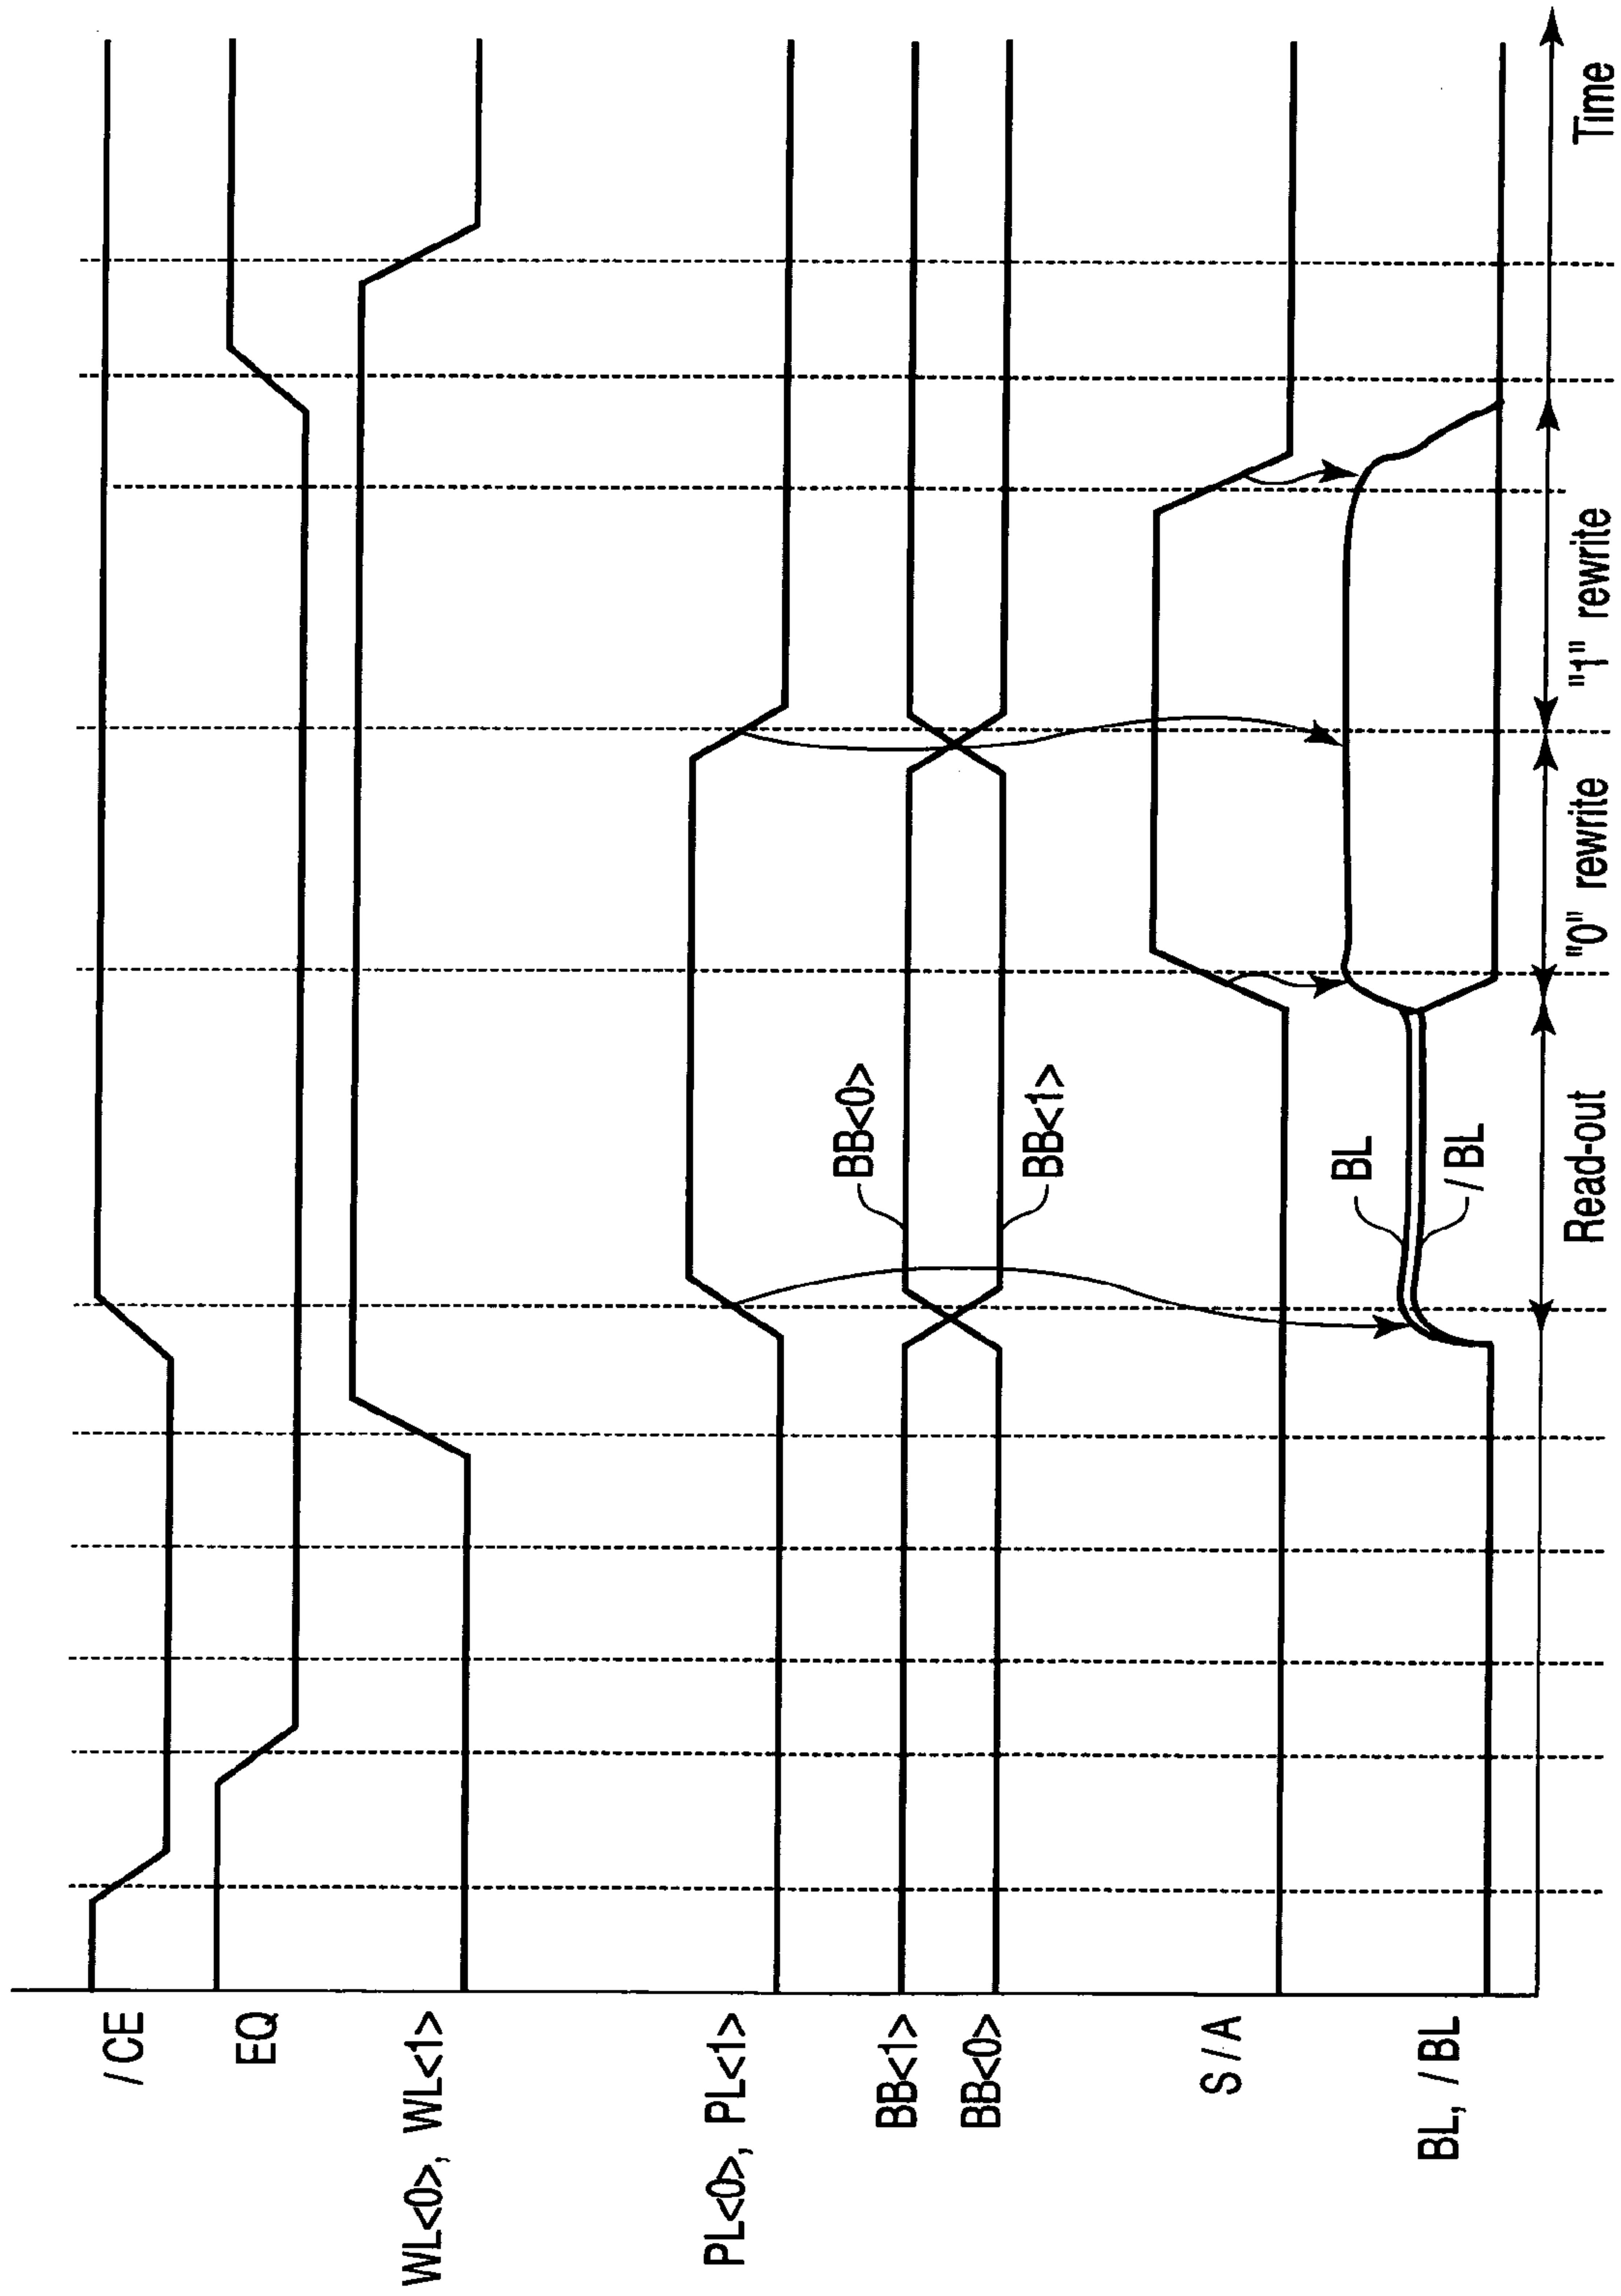 / CE
EQ
WL<0>, WL<1>
PL<0>, PL<1>
BB<1>
BB<0>
S / A
BL, / BL
BB<0>
BB<1>
BL
/ BL
Read-out
"0" rewrite
"1" rewrite
Time